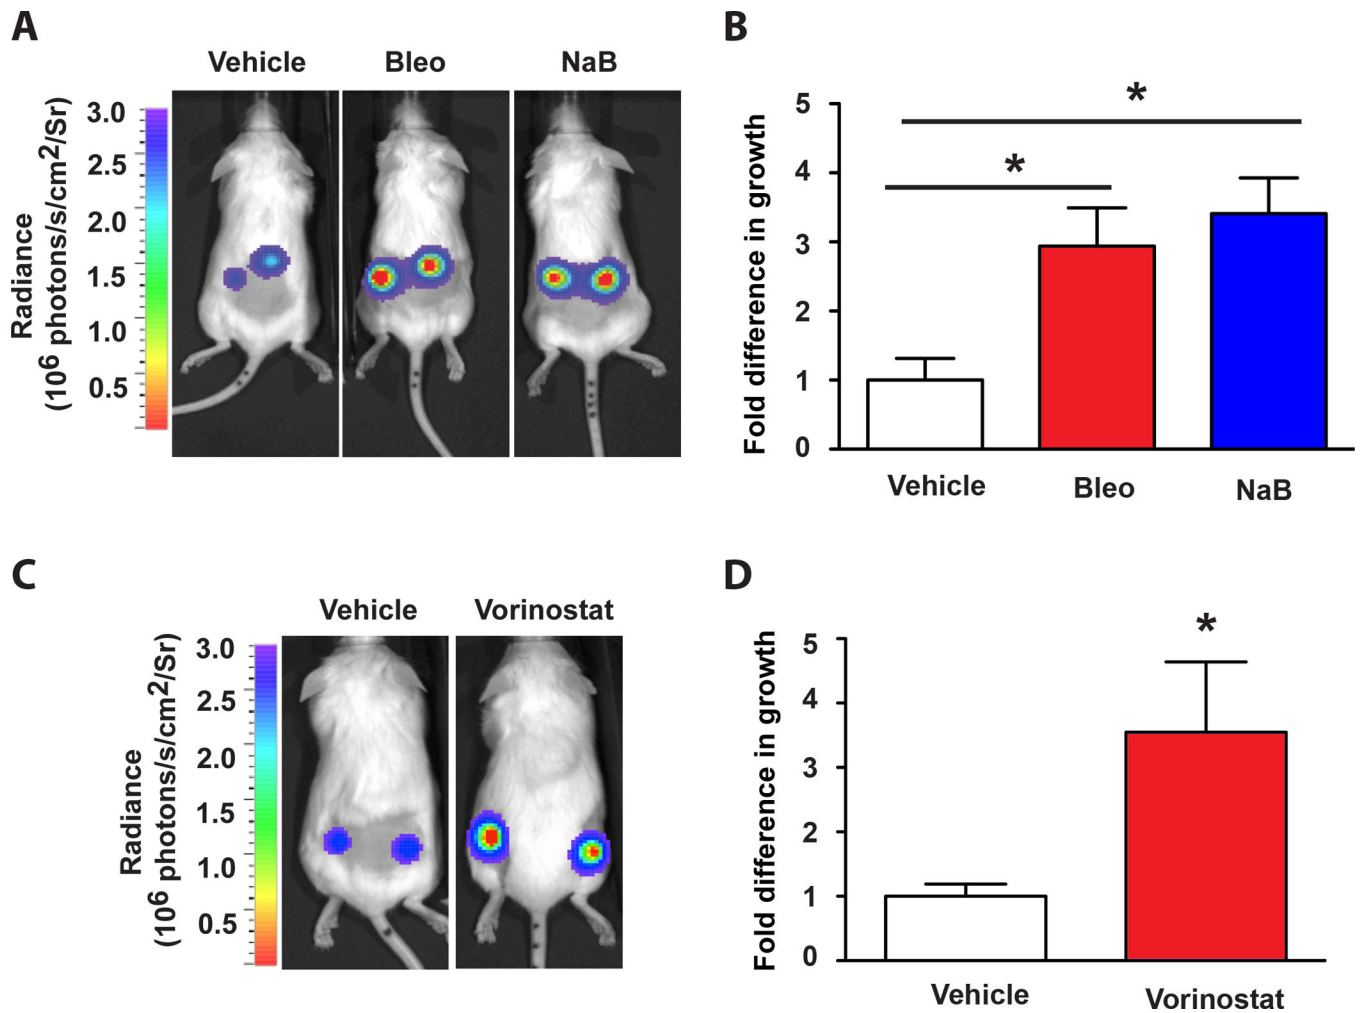 A
Vehicle
Bleo
NaB
Radiance
(10⁶ photons/s/cm²/Sr)
3.0
2.5
2.0
1.5
1.0
0.5
B
*
*
Fold difference in growth
5
4
3
2
1
0
Vehicle
Bleo
NaB
C
Vehicle
Vorinostat
Radiance
(10⁶ photons/s/cm²/Sr)
3.0
2.5
2.0
1.5
1.0
0.5
D
*
Fold difference in growth
5
4
3
2
1
0
Vehicle
Vorinostat